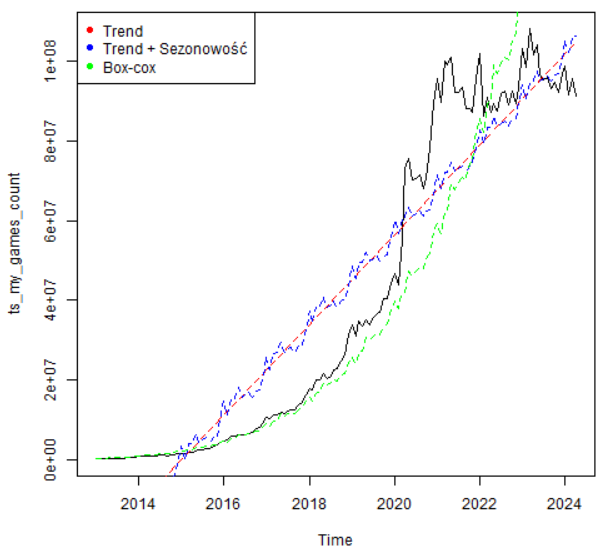 Trend
Trend + Sezonowość
Box-cox
ts_my_games_count
0e+00
2e+07
4e+07
6e+07
8e+07
1e+08
2014
2016
2018
2020
2022
2024
Time